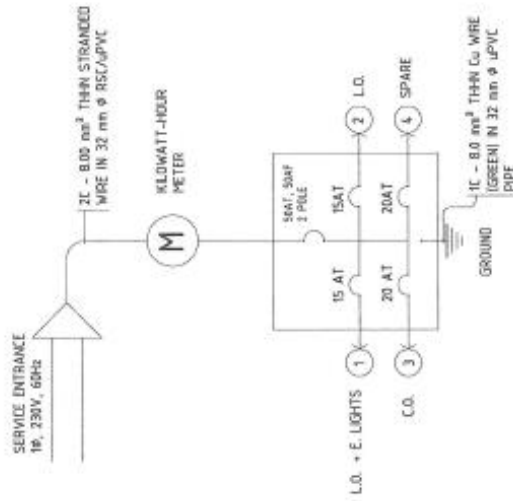 SERVICE ENTRANCE
1ø, 230V, 60Hz
2C - 8.00 mm² THHN STRANDED
WIRE IN 32 mm ø RSC/uPVC
KILOWATT-HOUR
METER
M
50AT, 50AF
2 POLE
15 AT
15AT
20 AT
20AT
1
2
3
4
L.O. + E. LIGHTS
L.O.
C.O.
SPARE
GROUND
1C - 8.0 mm² THHN Cu WIRE
(GREEN) IN 32 mm ø uPVC
PIPE